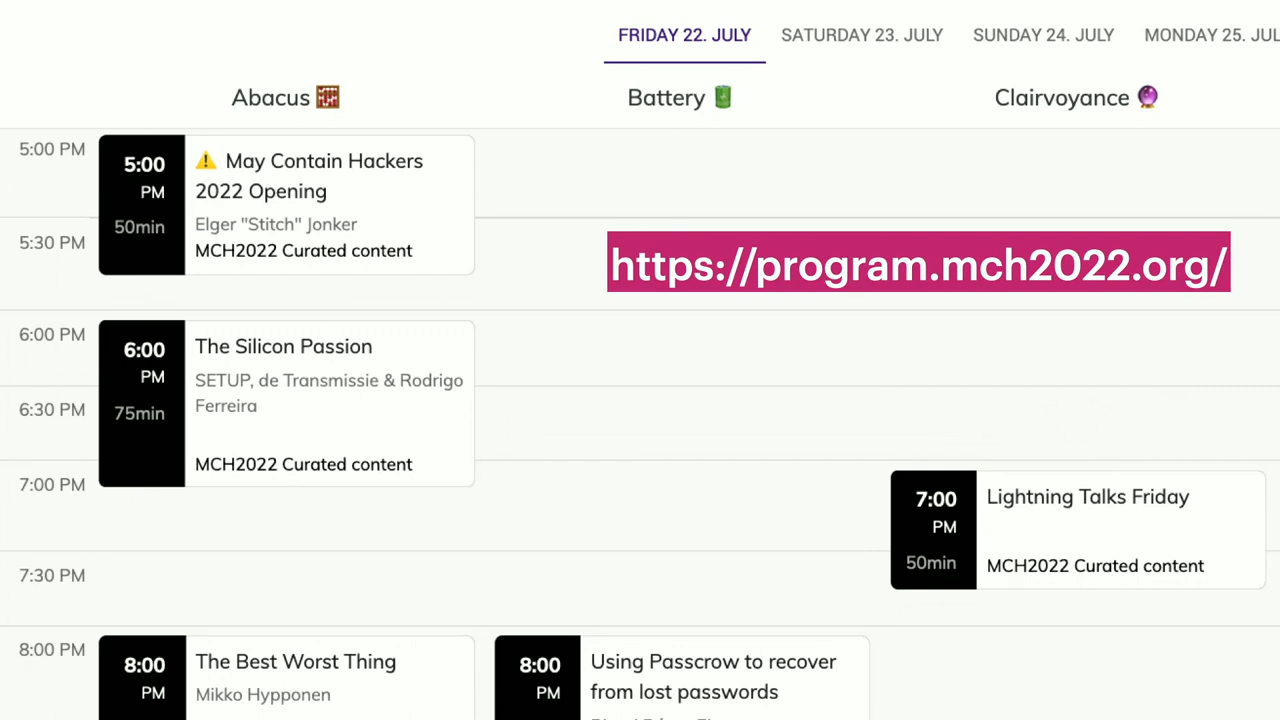 FRIDAY 22. JULY
SATURDAY 23. JULY
SUNDAY 24. JULY
MONDAY 25. JUL
Abacus
Battery
Clairvoyance
5:00 PM
5:00
PM
50min
May Contain Hackers
2022 Opening
Elger "Stitch" Jonker
MCH2022 Curated content
5:30 PM
https://program.mch2022.org/
6:00 PM
6:00
PM
75min
The Silicon Passion
SETUP, de Transmissie & Rodrigo
Ferreira
MCH2022 Curated content
6:30 PM
7:00 PM
7:00
PM
50min
Lightning Talks Friday
MCH2022 Curated content
7:30 PM
8:00 PM
8:00
PM
The Best Worst Thing
Mikko Hypponen
8:00
PM
Using Passcrow to recover
from lost passwords